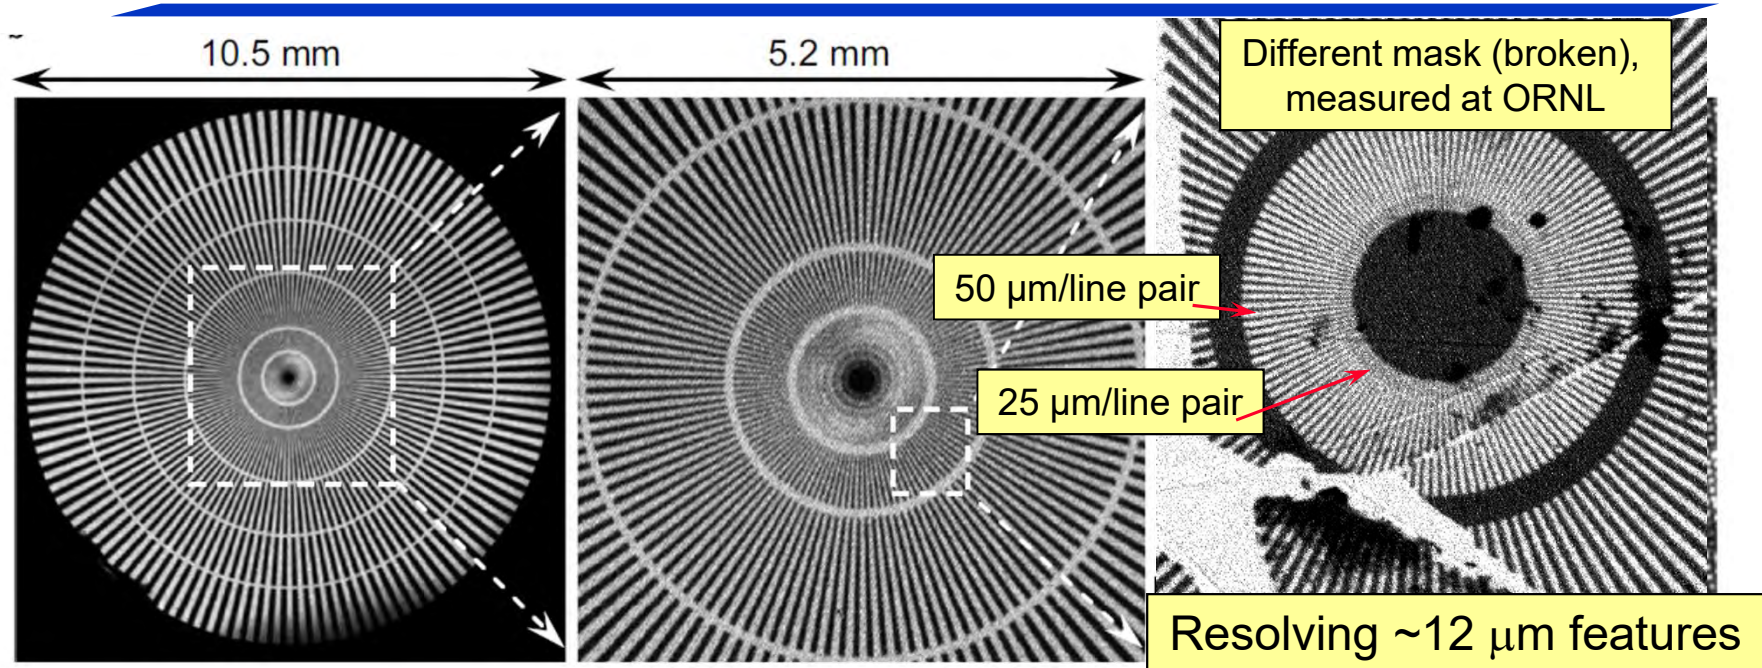 10.5 mm
5.2 mm
Different mask (broken),
measured at ORNL
50 µm/line pair
25 µm/line pair
Resolving ~12 µm features